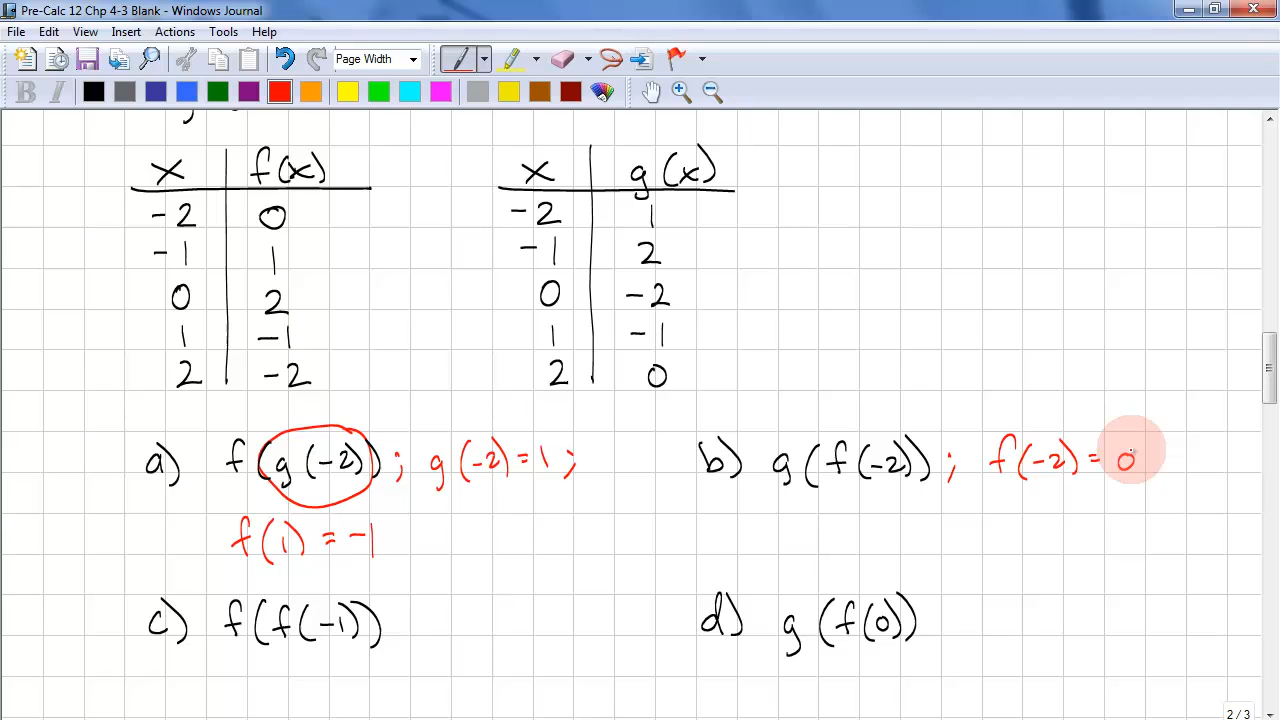 Pre-Calc 12 Chp 4-3 Blank - Windows Journal
File Edit View Insert Actions Tools Help
Page Width
B I
x f(x) x g(x)
-2 0 -2 1
-1 1 -1 2
0 2 0 -2
1 -1 1 -1
2 -2 2 0
a) f(g(-2)) ; g(-2)=1; b) g(f(-2)) ; f(-2)= 0
f(1) = -1
c) f(f(-1)) d) g(f(0))
2/3